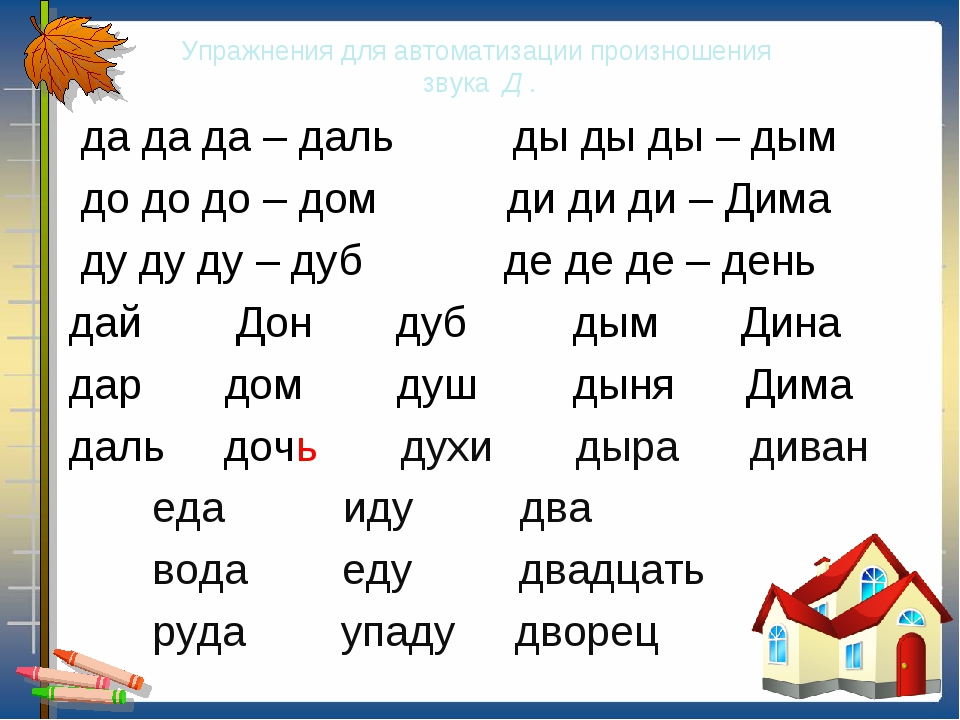 Упражнения для автоматизации произношения
звука Д .
да да да – даль ды ды ды – дым
до до до – дом ди ди ди – Дима
ду ду ду – дуб де де де – день
дай Дон дуб дым Дина
дар дом душ дыня Дима
даль дочь духи дыра диван
еда иду два
вода еду двадцать
руда упаду дворец